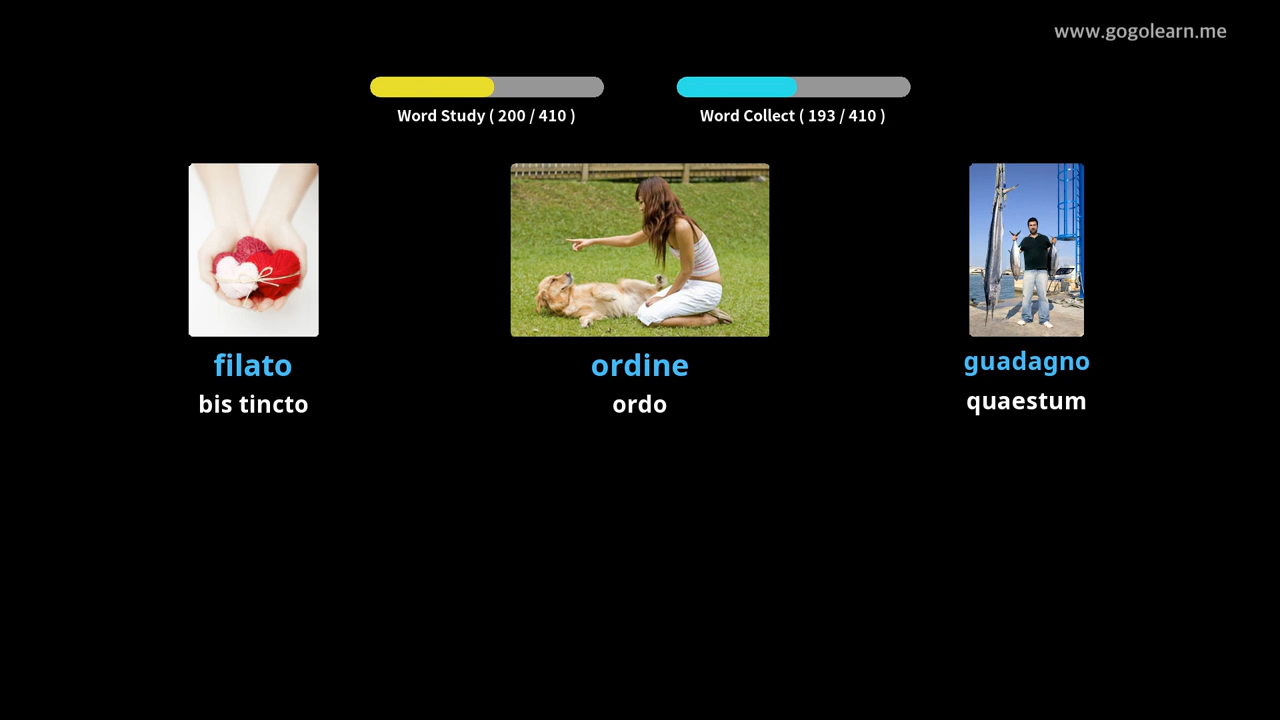 www.gogolearn.me
Word Study ( 200 / 410 )
Word Collect ( 193 / 410 )
filato
bis tincto
ordine
ordo
guadagno
quaestum